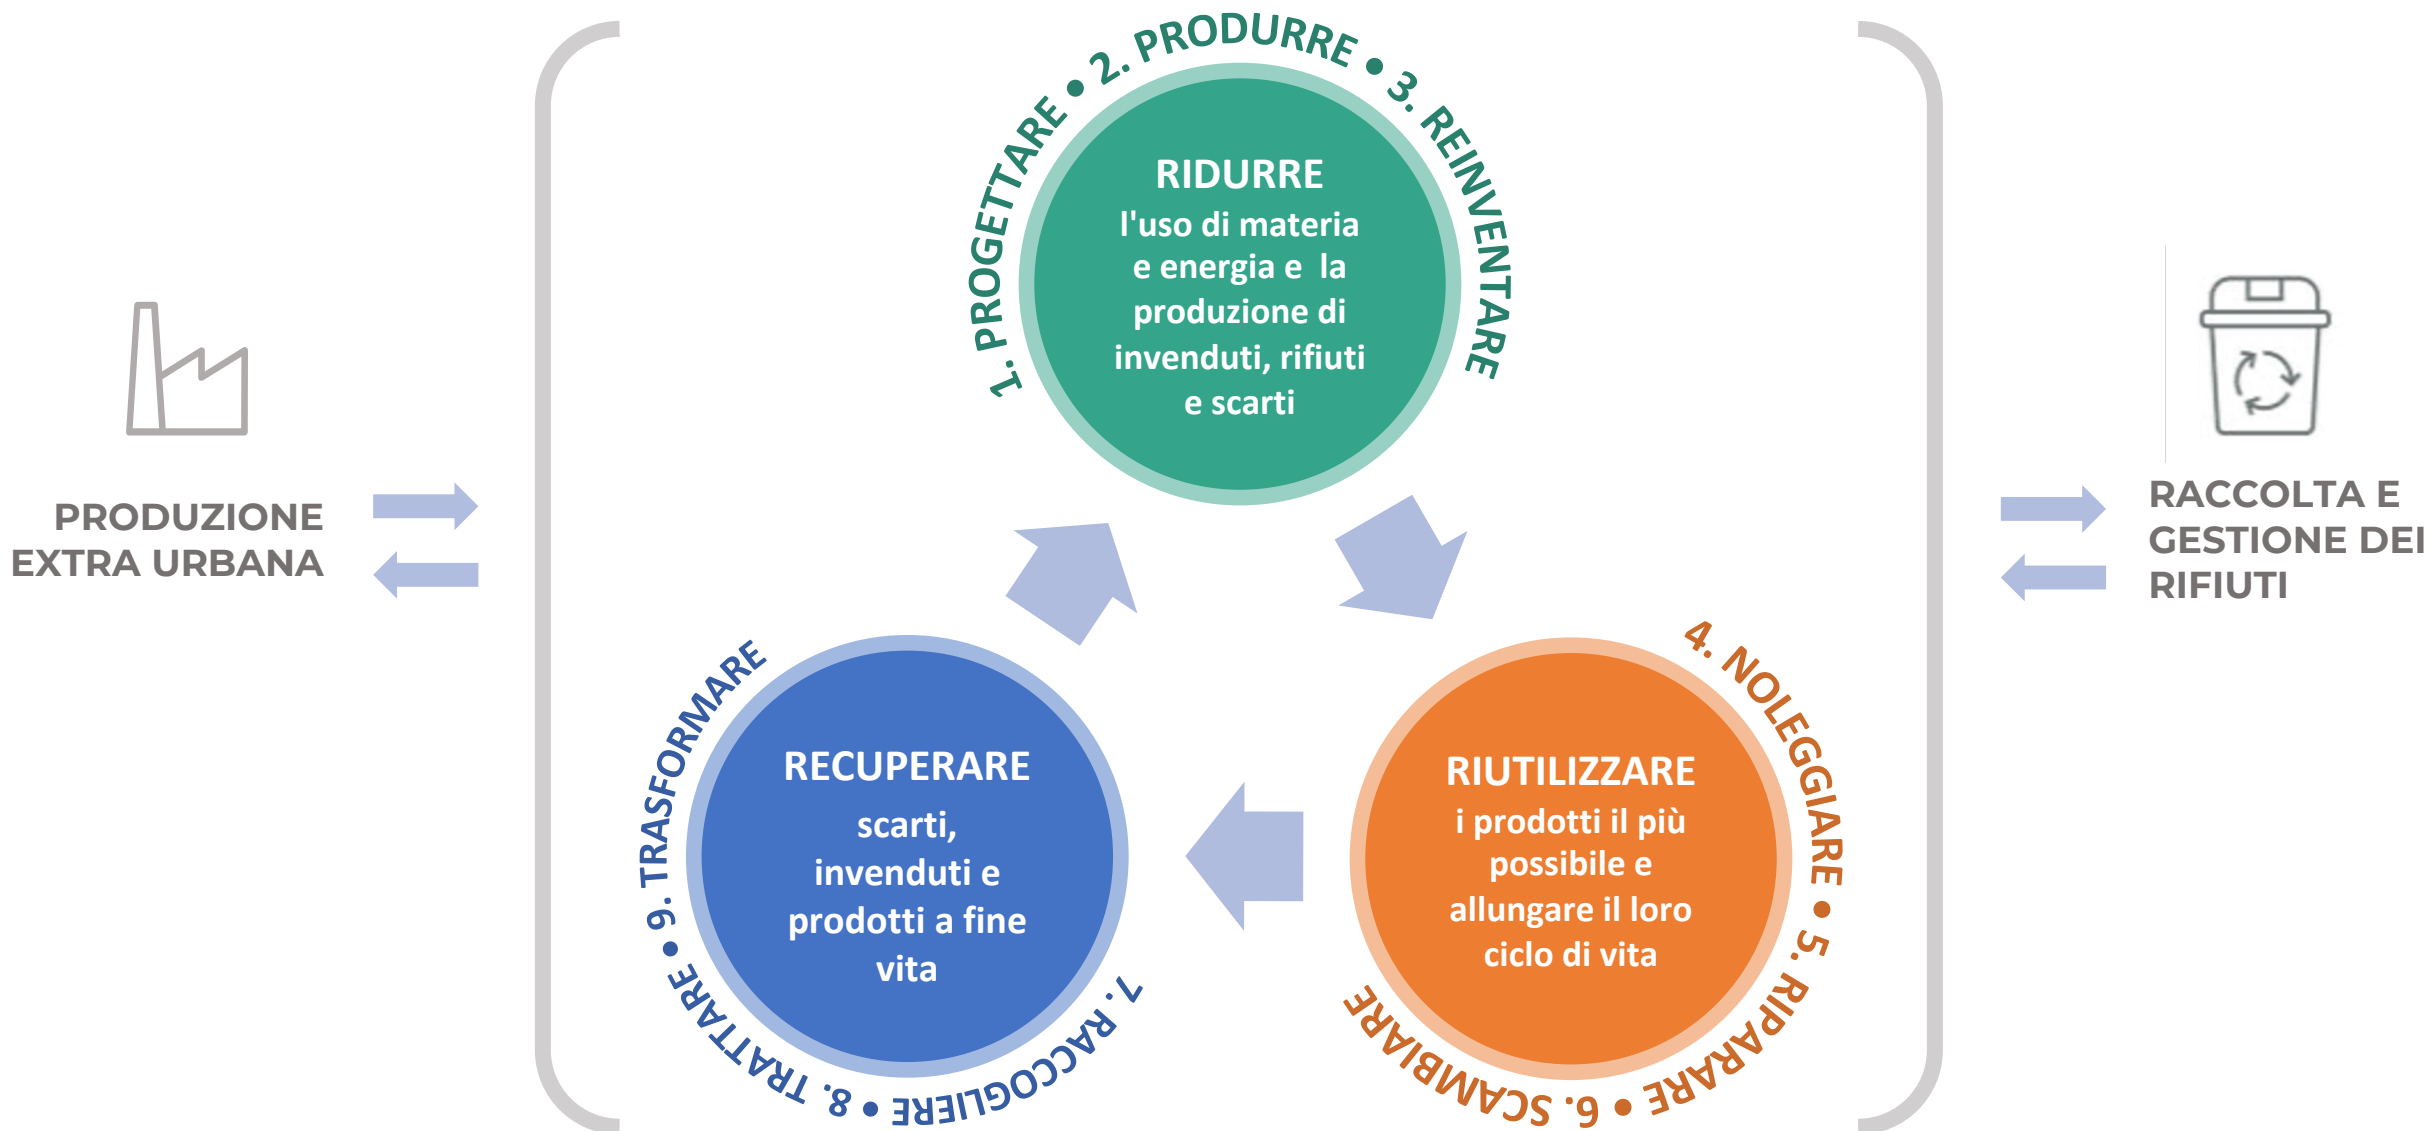 1. PROGETTARE • 2. PRODURRE • 3. REINVENTARE
RIDURRE
l'uso di materia
e energia e la
produzione di
invenduti, rifiuti
e scarti
PRODUZIONE
EXTRA URBANA
RACCOLTA E
GESTIONE DEI
RIFIUTI
4. NOLEGGIARE • 5. RIPARARE • 6. SCAMBIARE
RIUTILIZZARE
i prodotti il più
possibile e
allungare il loro
ciclo di vita
7. RACCOGLIERE • 8. TRATTARE • 9. TRASFORMARE
RECUPERARE
scarti,
invenduti e
prodotti a fine
vita